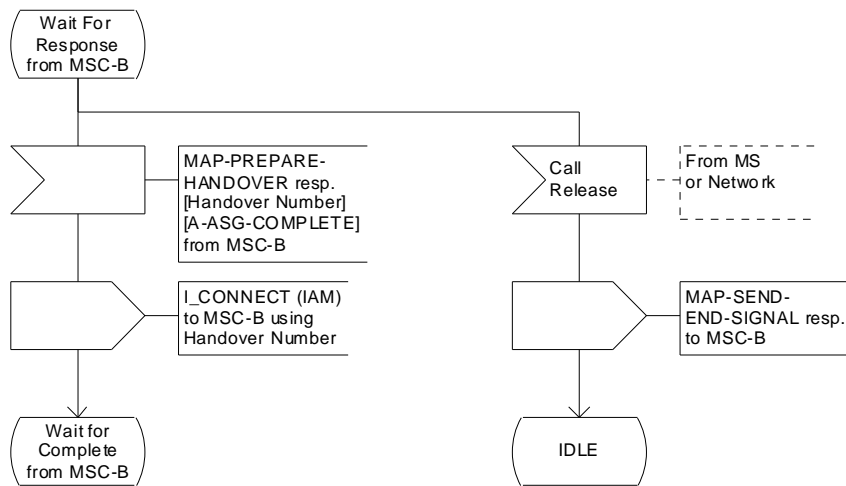 Wait For
Response
from MSC-B
MAP-PREPARE-
HANDOVER resp.
[Handover Number]
[A-ASG-COMPLETE]
from MSC-B
Call
Release
From MS
or Network
I_CONNECT (IAM)
to MSC-B using
Handover Number
MAP-SEND-
END-SIGNAL resp.
to MSC-B
Wait for
Complete
from MSC-B
IDLE